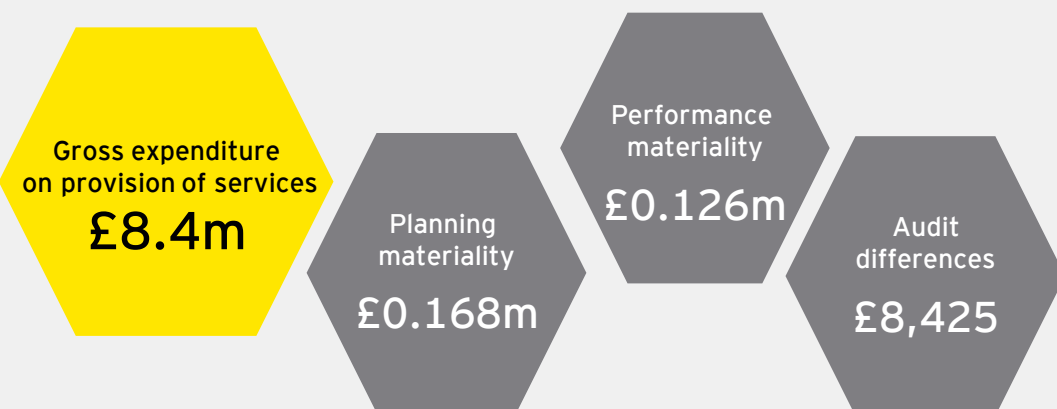 Gross expenditure
on provision of services
£8.4m
Planning
materiality
£0.168m
Performance
materiality
£0.126m
Audit
differences
£8,425